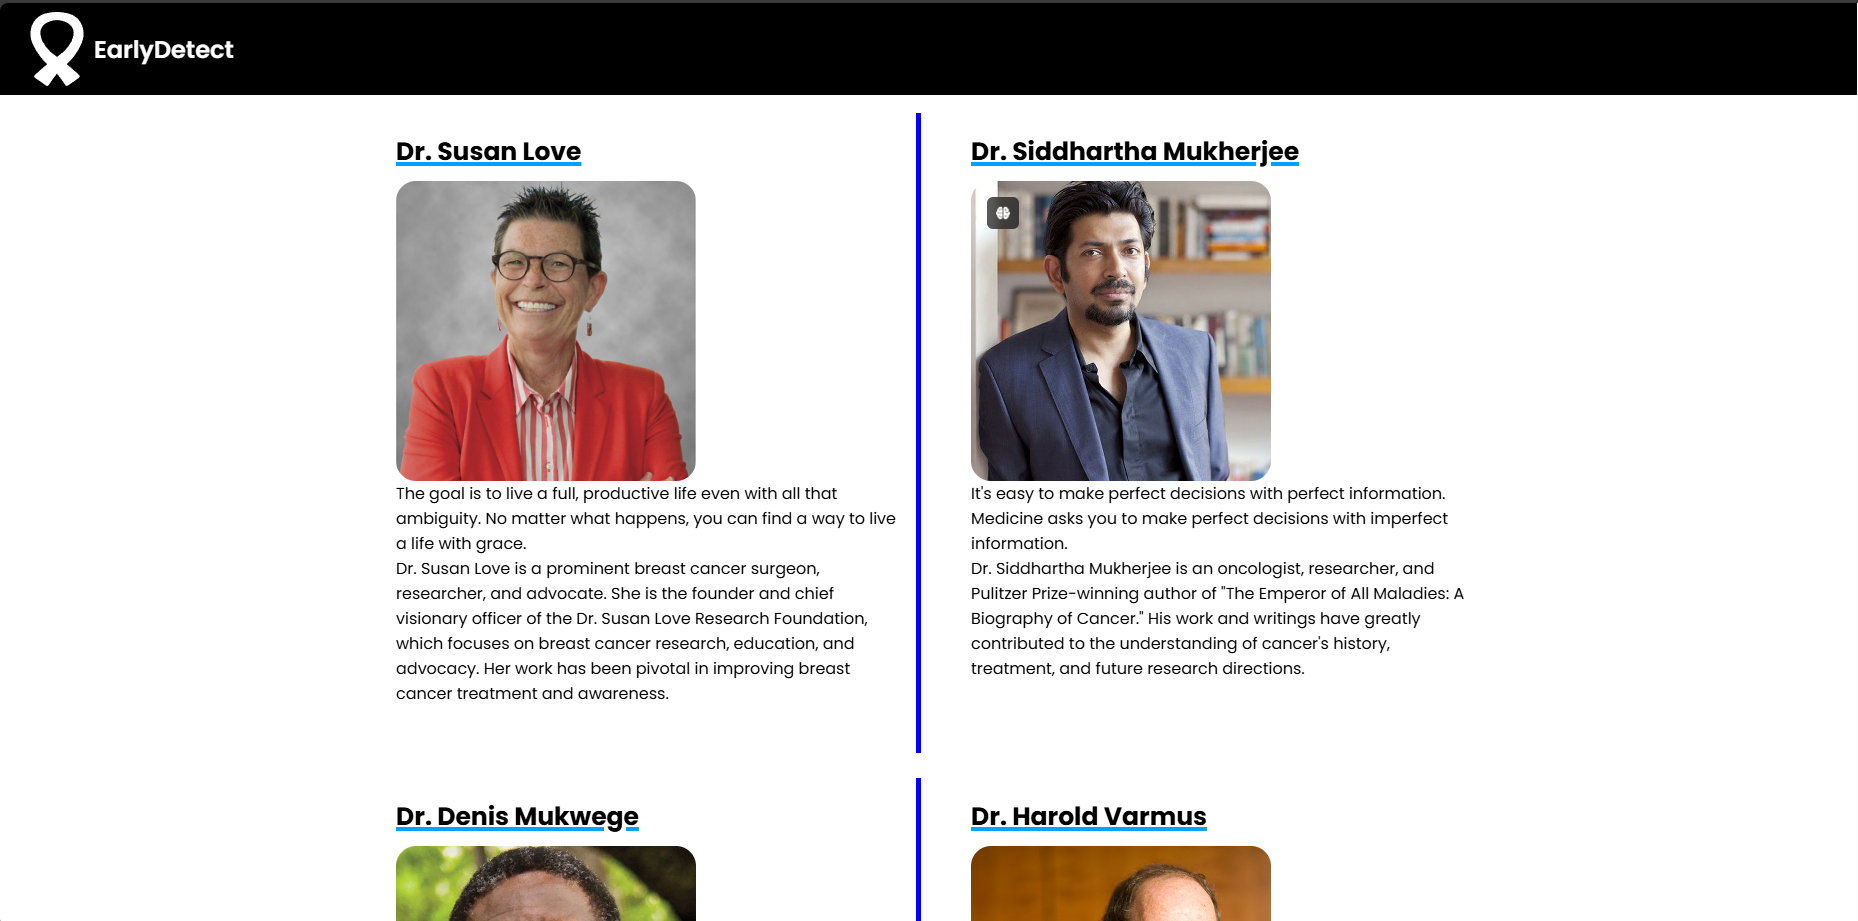 EarlyDetect
Dr. Susan Love
The goal is to live a full, productive life even with all that
ambiguity. No matter what happens, you can find a way to live
a life with grace.
Dr. Susan Love is a prominent breast cancer surgeon,
researcher, and advocate. She is the founder and chief
visionary officer of the Dr. Susan Love Research Foundation,
which focuses on breast cancer research, education, and
advocacy. Her work has been pivotal in improving breast
cancer treatment and awareness.
Dr. Siddhartha Mukherjee
It's easy to make perfect decisions with perfect information.
Medicine asks you to make perfect decisions with imperfect
information.
Dr. Siddhartha Mukherjee is an oncologist, researcher, and
Pulitzer Prize-winning author of "The Emperor of All Maladies: A
Biography of Cancer." His work and writings have greatly
contributed to the understanding of cancer's history,
treatment, and future research directions.
Dr. Denis Mukwege
Dr. Harold Varmus